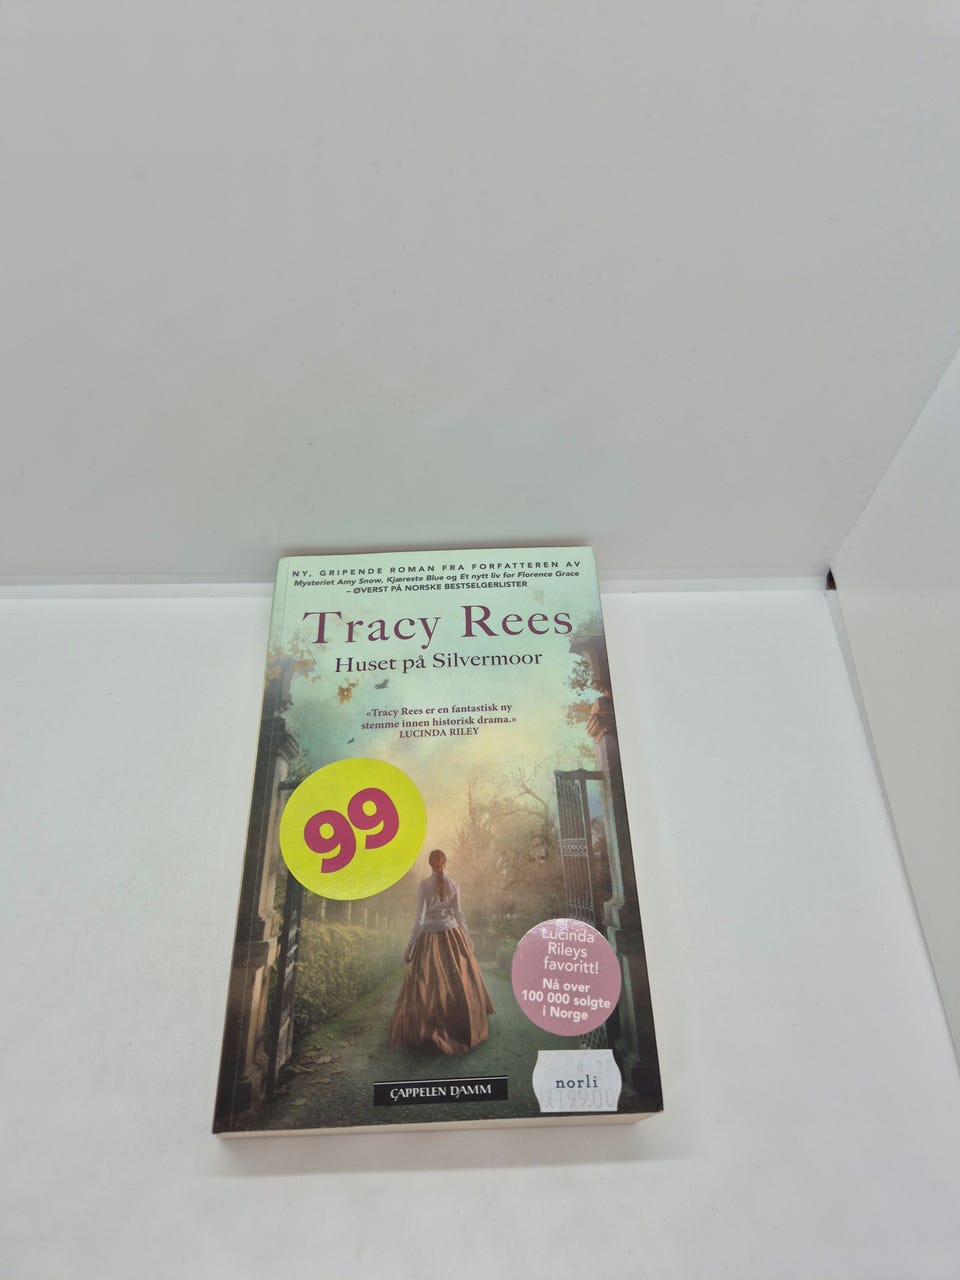 NY, GRIPENDE ROMAN FRA FORFATTEREN AV
Mysteriet Amy Snow, Kjæreste Blue og Et nytt liv for Florence Grace
– ØVERST PÅ NORSKE BESTSELGERLISTER
Tracy Rees
Huset på Silvermoor
«Tracy Rees er en fantastisk ny
stemme innen historisk drama.»
LUCINDA RILEY
99
Lucinda
Rileys
favoritt!
Nå over
100 000 solgte
i Norge
norli
199.00
CAPPELEN DAMM